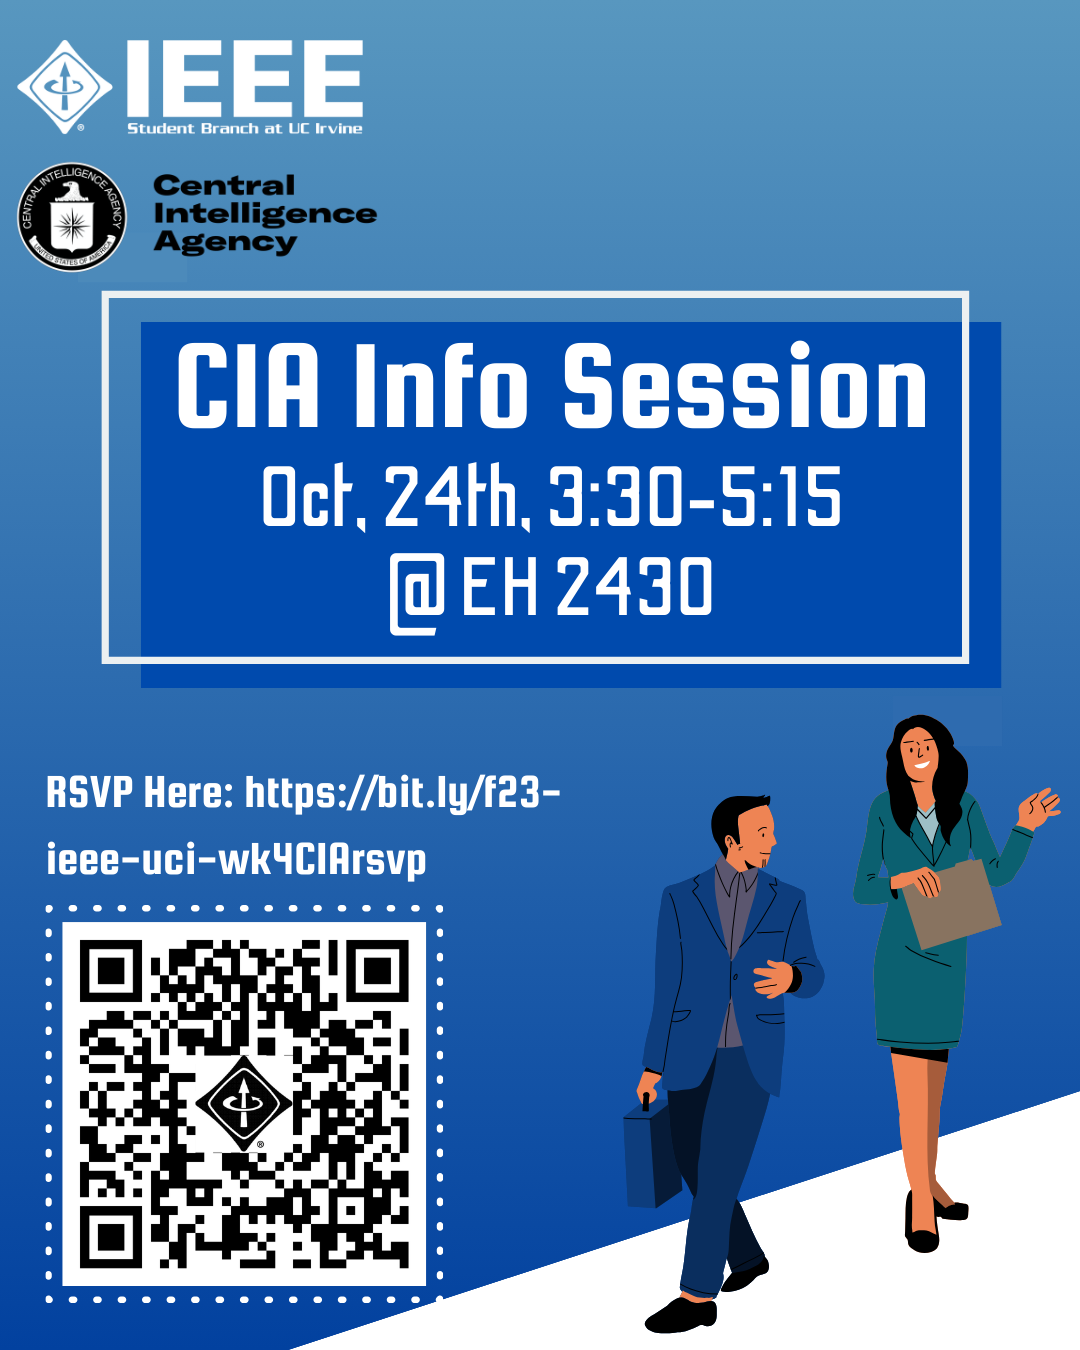 IEEE
Student Branch at UC Irvine
CENTRAL INTELLIGENCE AGENCY
UNITED STATES OF AMERICA
Central
Intelligence
Agency
CIA Info Session
Oct, 24th, 3:30-5:15
@ EH 2430
RSVP Here: https://bit.ly/f23-
ieee-uci-wk4CIArsvp